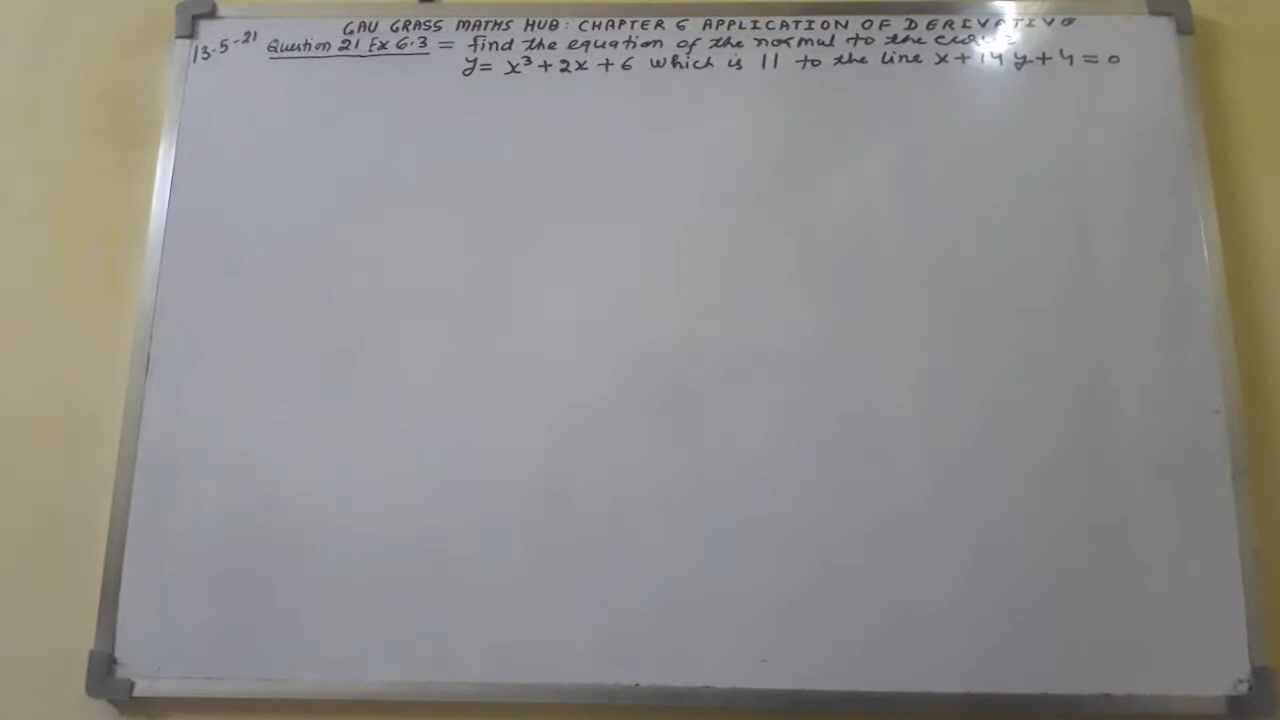 GAU GRASS MATHS HUB: CHAPTER 6 APPLICATION OF DERIVATIVE
13-5-21 Question 21 Ex 6.3 = find the equation of the normal to the curve
y = x³ + 2x + 6 which is || to the line x + 14y + 4 = 0